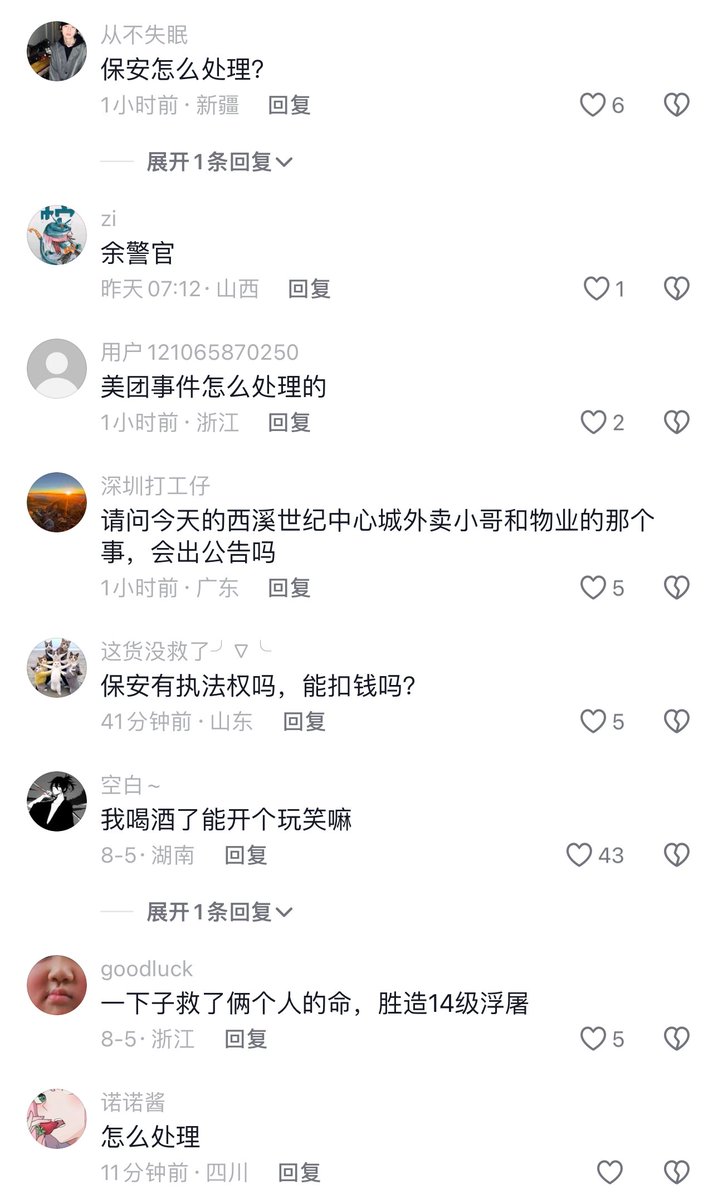 从不失眠
保安怎么处理?
1小时前·新疆 回复
6
展开1条回复
zi
余警官
昨天07:12·山西 回复
1
用户121065870250
美团事件怎么处理的
1小时前·浙江 回复
2
深圳打工仔
请问今天的西溪世纪中心城外卖小哥和物业的那个
事，会出公告吗
1小时前·广东 回复
5
这货没救了╯▽╰
保安有执法权吗，能扣钱吗?
41分钟前·山东 回复
5
空白~
我喝酒了能开个玩笑嘛
8-5·湖南 回复
43
展开1条回复
goodluck
一下子救了俩个人的命，胜造14级浮屠
8-5·浙江 回复
5
诺诺酱
怎么处理
11分钟前·四川 回复